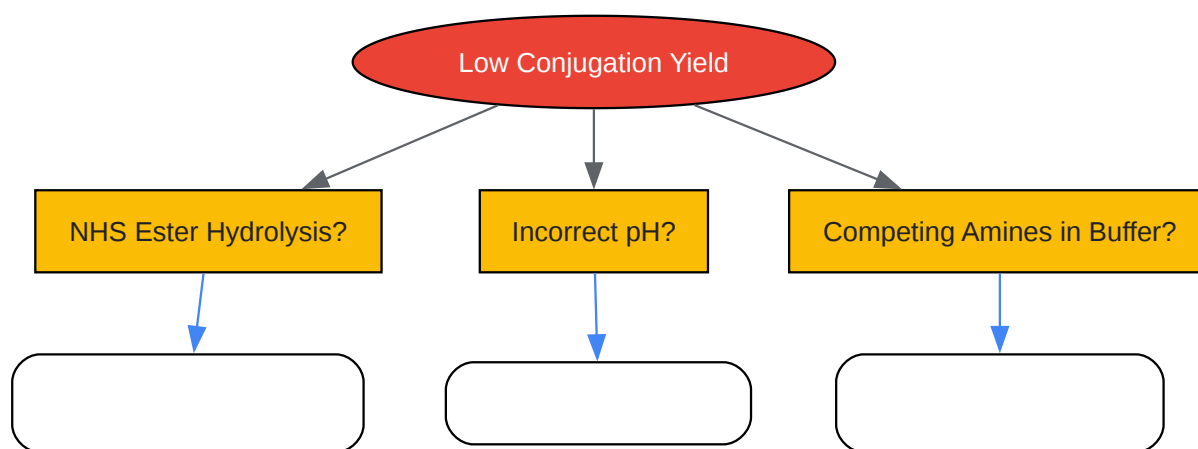 Low Conjugation Yield
NHS Ester Hydrolysis?
Incorrect pH?
Competing Amines in Buffer?